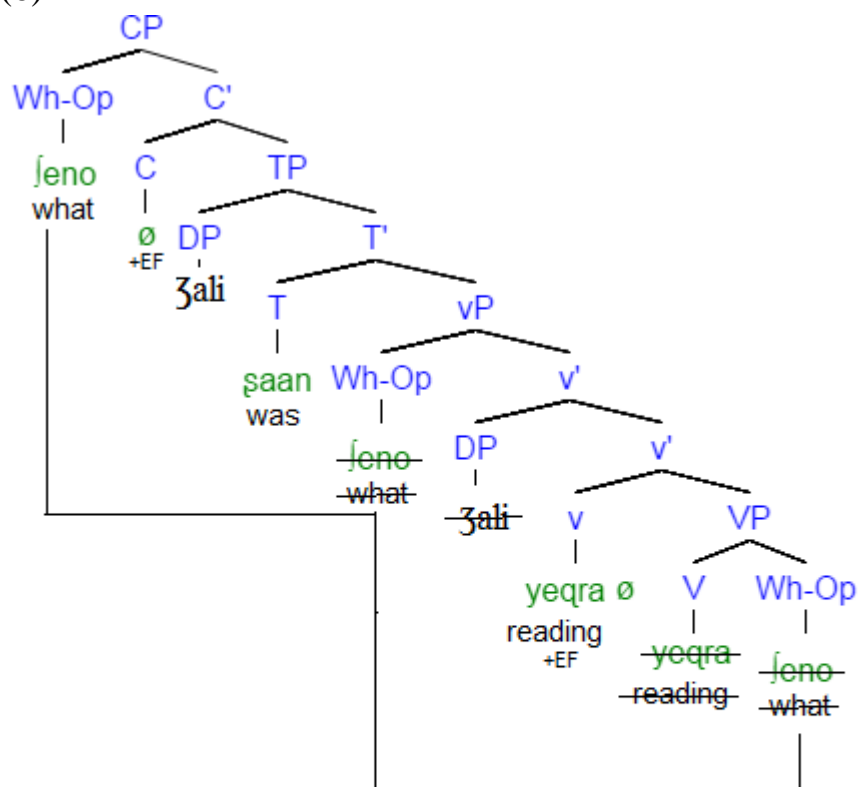 CP
Wh-Op C'
ʃeno C TP
what
ø DP T'
+EF
Ʒali
T vP
ʂaan Wh-Op v'
was
ʃeno DP v'
what
Ʒali v VP
yeqra ø V Wh-Op
reading
+EF
yeqra ʃeno
reading what